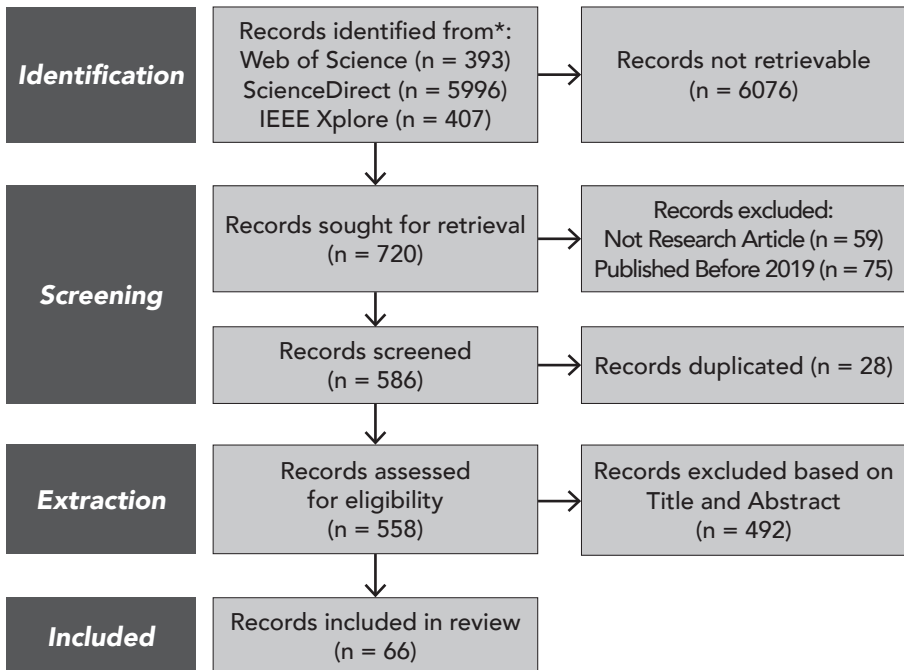 Identification
Records identified from*:
Web of Science (n = 393)
ScienceDirect (n = 5996)
IEEE Xplore (n = 407)
Records not retrievable
(n = 6076)
Screening
Records sought for retrieval
(n = 720)
Records excluded:
Not Research Article (n = 59)
Published Before 2019 (n = 75)
Records screened
(n = 586)
Records duplicated (n = 28)
Extraction
Records assessed
for eligibility
(n = 558)
Records excluded based on
Title and Abstract
(n = 492)
Included
Records included in review
(n = 66)